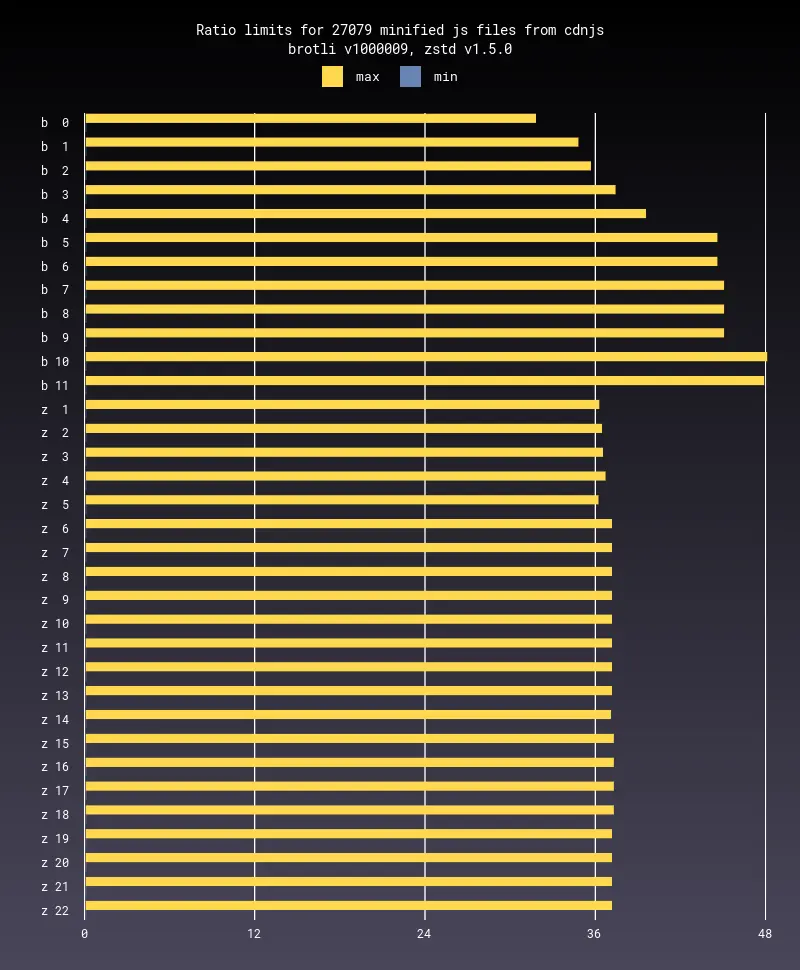 Ratio limits for 27079 minified js files from cdnjs
brotli v1000009, zstd v1.5.0
max min
b 0
b 1
b 2
b 3
b 4
b 5
b 6
b 7
b 8
b 9
b 10
b 11
z 1
z 2
z 3
z 4
z 5
z 6
z 7
z 8
z 9
z 10
z 11
z 12
z 13
z 14
z 15
z 16
z 17
z 18
z 19
z 20
z 21
z 22
0 12 24 36 48